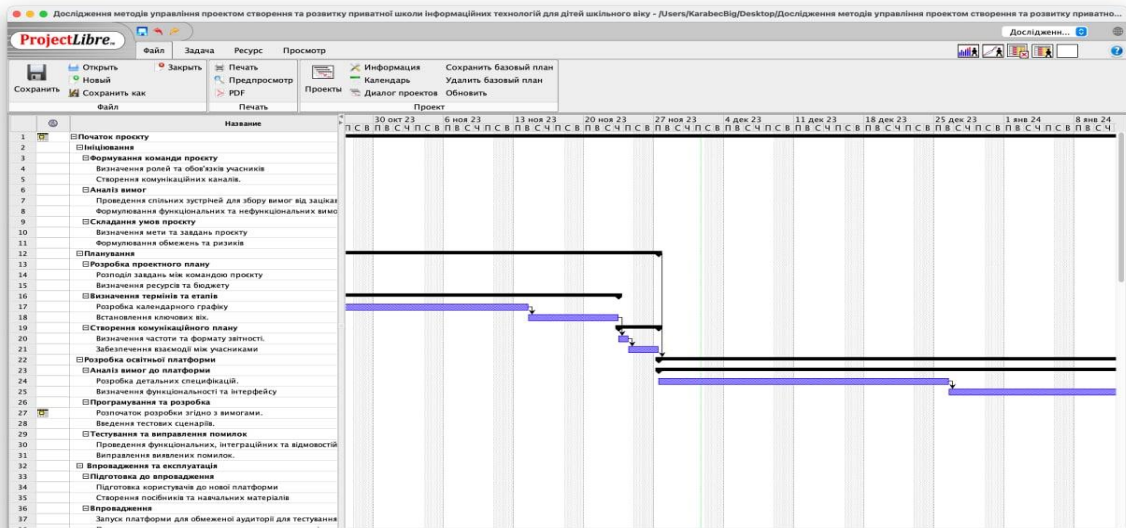 Дослідження методів управління проектом створення та розвитку приватної школи інформаційних технологій для дітей шкільного віку - /Users/KarabecBig/Desktop/Дослідження методів управління проектом створення та розвитку приватно...
ProjectLibre
Дослідженн...
Файл Задача Ресурс Просмотр
Сохранить
Открыть Закрыть
Новый
Сохранить как
Файл
Печать
Предпросмотр
PDF
Печать
Проекты
Информация Сохранить базовый план
Календарь Удалить базовый план
Диалог проектов Обновить
Проект
Название
30 окт 23 6 ноя 23 13 ноя 23 20 ноя 23 27 ноя 23 4 дек 23 11 дек 23 18 дек 23 25 дек 23 1 янв 24 8 янв 24
П С В П В С Ч П С В П В С Ч П С В П В С Ч П С В П В С Ч П С В П В С Ч П С В П В С Ч П С В П В С Ч П С В П В С Ч П С В П В С Ч П С В П В С Ч П С В П В С Ч
1 Початок проєкту
2 Ініціювання
3 Формування команди проєкту
4 Визначення ролей та обов'язків учасників
5 Створення комунікаційних каналів.
6 Аналіз вимог
7 Проведення спільних зустрічей для збору вимог від зацікав
8 Формулювання функціональних та нефункціональних вимо
9 Складання умов проєкту
10 Визначення мети та завдань проєкту
11 Формулювання обмежень та ризиків
12 Планування
13 Розробка проектного плану
14 Розподіл завдань між командою проєкту
15 Визначення ресурсів та бюджету
16 Визначення термінів та етапів
17 Розробка календарного графіку
18 Встановлення ключових віх.
19 Створення комунікаційного плану
20 Визначення частоти та формату звітності.
21 Забезпечення взаємодії між учасниками
22 Розробка освітньої платформи
23 Аналіз вимог до платформи
24 Розробка детальних специфікацій.
25 Визначення функціональності та інтерфейсу
26 Програмування та розробка
27 Розпочаток розробки згідно з вимогами.
28 Введення тестових сценаріїв.
29 Тестування та виправлення помилок
30 Проведення функціональних, інтеграційних та відмовостій
31 Виправлення виявлених помилок.
32 Впровадження та експлуатація
33 Підготовка до впровадження
34 Підготовка користувачів до нової платформи
35 Створення посібників та навчальних матеріалів
36 Впровадження
37 Запуск платформи для обмеженої аудиторії для тестування